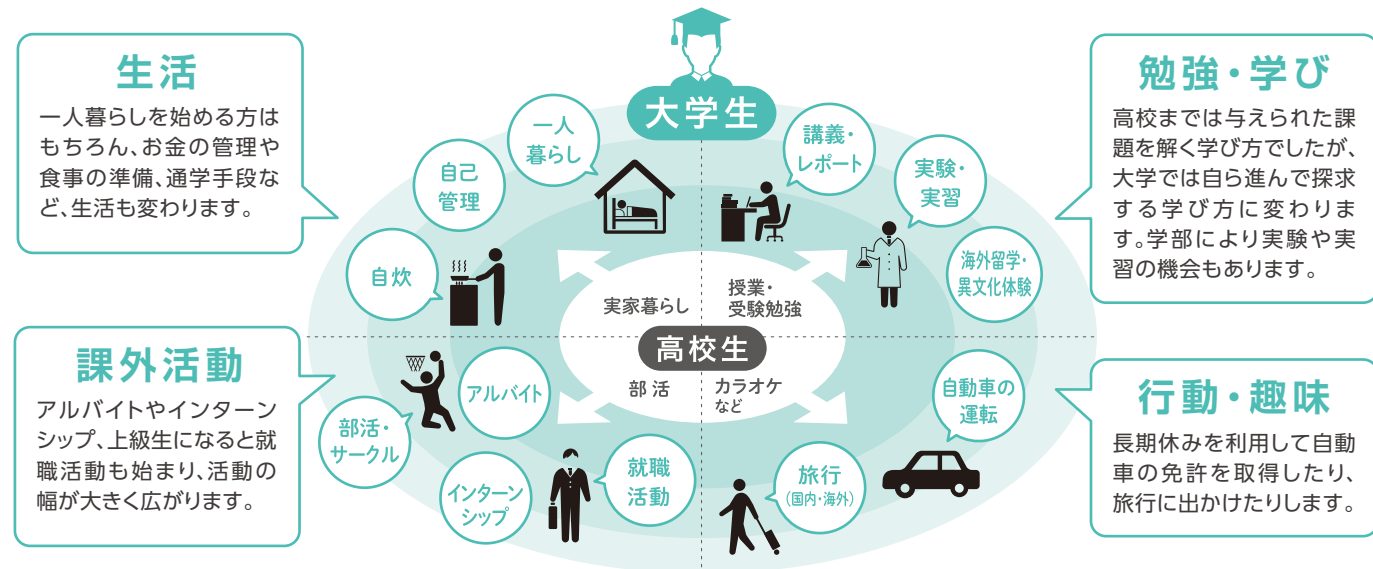 生活
一人暮らしを始める方は
もちろん、お金の管理や
食事の準備、通学手段な
ど、生活も変わります。
課外活動
アルバイトやインターン
シップ、上級生になると就
職活動も始まり、活動の
幅が大きく広がります。
大学生
一人
暮らし
自己
管理
自炊
講義・
レポート
実験・
実習
海外留学・
異文化体験
実家暮らし
授業・
受験勉強
高校生
部活
カラオケ
など
アルバイト
部活・
サークル
インターン
シップ
就職
活動
旅行
(国内・海外)
自動車の
運転
勉強・学び
高校までは与えられた課
題を解く学び方でしたが、
大学では自ら進んで探求
する学び方に変わりま
す。学部により実験や実
習の機会もあります。
行動・趣味
長期休みを利用して自動
車の免許を取得したり、
旅行に出かけたりします。